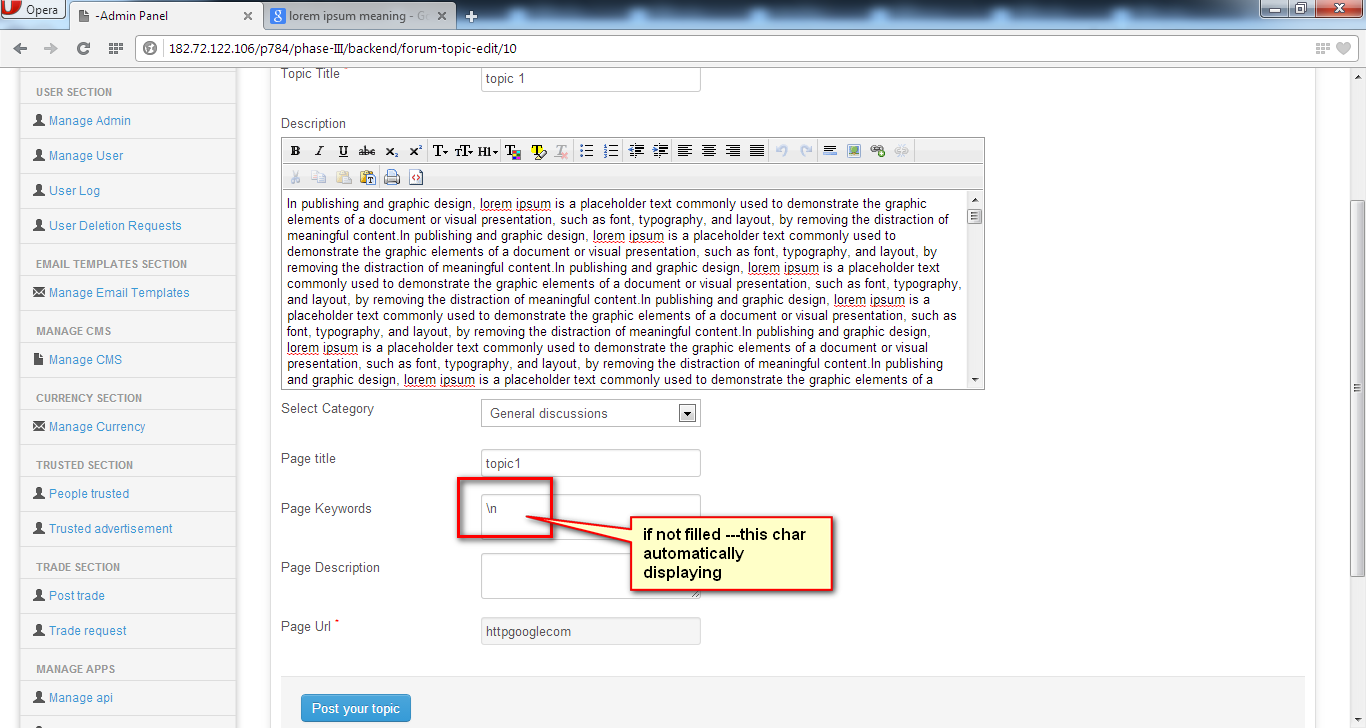 Opera
-Admin Panel
lorem ipsum meaning - Go
182.72.122.106/p784/phase-III/backend/forum-topic-edit/10
USER SECTION
Manage Admin
Manage User
User Log
User Deletion Requests
EMAIL TEMPLATES SECTION
Manage Email Templates
MANAGE CMS
Manage CMS
CURRENCY SECTION
Manage Currency
TRUSTED SECTION
People trusted
Trusted advertisement
TRADE SECTION
Post trade
Trade request
MANAGE APPS
Manage api
Topic Title *
topic 1
Description
B I U abc X₂ X² T T H1
In publishing and graphic design, lorem ipsum is a placeholder text commonly used to demonstrate the graphic
elements of a document or visual presentation, such as font, typography, and layout, by removing the distraction of
meaningful content.In publishing and graphic design, lorem ipsum is a placeholder text commonly used to
demonstrate the graphic elements of a document or visual presentation, such as font, typography, and layout, by
removing the distraction of meaningful content.In publishing and graphic design, lorem ipsum is a placeholder text
commonly used to demonstrate the graphic elements of a document or visual presentation, such as font, typography,
and layout, by removing the distraction of meaningful content.In publishing and graphic design, lorem ipsum is a
placeholder text commonly used to demonstrate the graphic elements of a document or visual presentation, such as
font, typography, and layout, by removing the distraction of meaningful content.In publishing and graphic design,
lorem ipsum is a placeholder text commonly used to demonstrate the graphic elements of a document or visual
presentation, such as font, typography, and layout, by removing the distraction of meaningful content.In publishing
and graphic design, lorem ipsum is a placeholder text commonly used to demonstrate the graphic elements of a
Select Category
General discussions
Page title
topic1
Page Keywords
\n
if not filled ---this char
automatically
displaying
Page Description
Page Url *
httpgooglecom
Post your topic